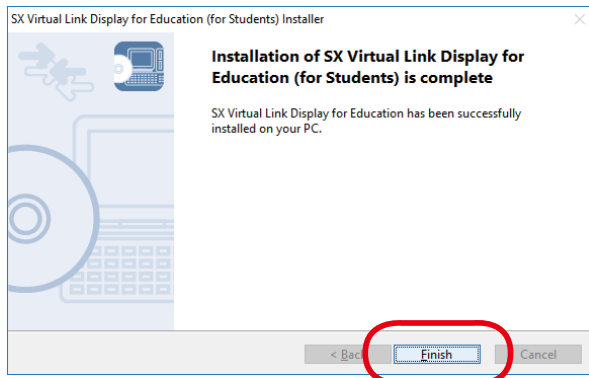 SX Virtual Link Display for Education (for Students) Installer
Installation of SX Virtual Link Display for
Education (for Students) is complete
SX Virtual Link Display for Education has been successfully
installed on your PC.
< Back Finish Cancel